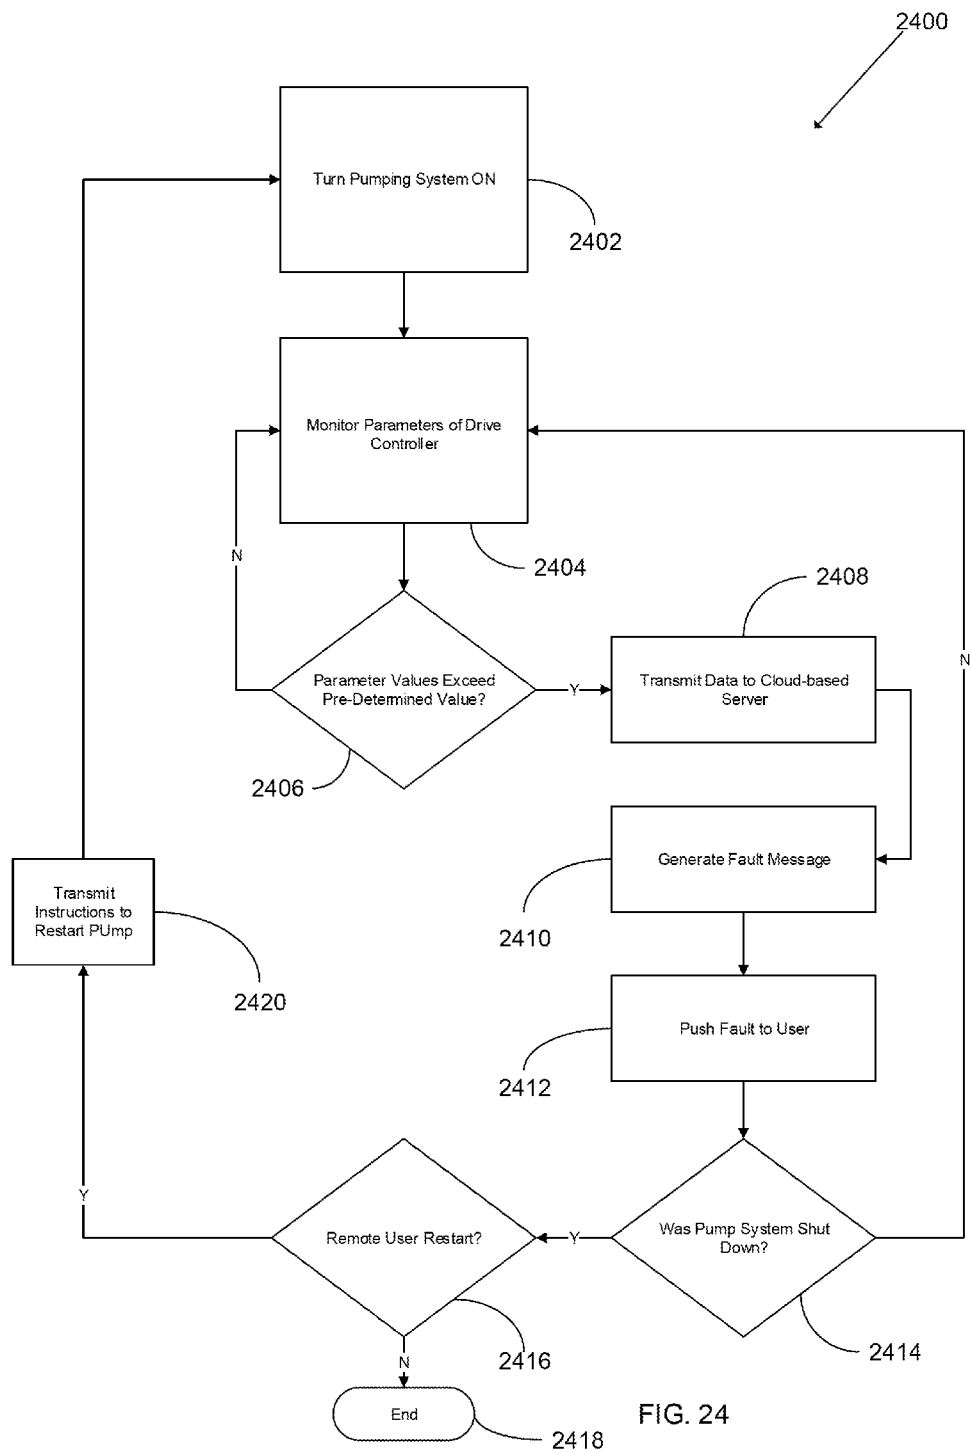 2400
Turn Pumping System ON
2402
Monitor Parameters of Drive
Controller
N
2404
2408
Parameter Values Exceed
Pre-Determined Value?
Y
Transmit Data to Cloud-based
Server
N
2406
Generate Fault Message
2410
Transmit
Instructions to
Restart PUmp
2420
Push Fault to User
2412
Y
Remote User Restart?
Y
Was Pump System Shut
Down?
2416
2414
N
End
2418
FIG. 24